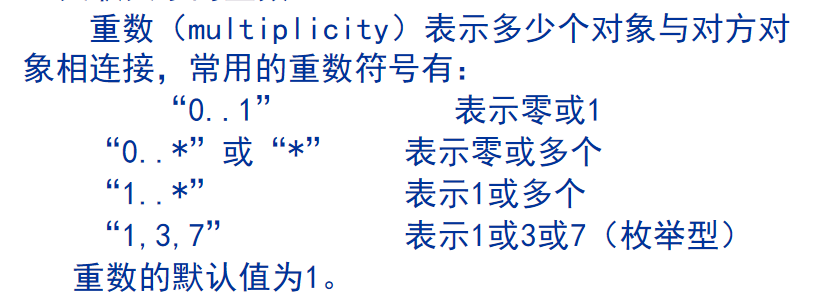 重数（multiplicity）表示多少个对象与对方对
象相连接，常用的重数符号有：
“0..1” 表示零或1
“0..*”或“*” 表示零或多个
“1..*” 表示1或多个
“1,3,7” 表示1或3或7（枚举型）
重数的默认值为1。